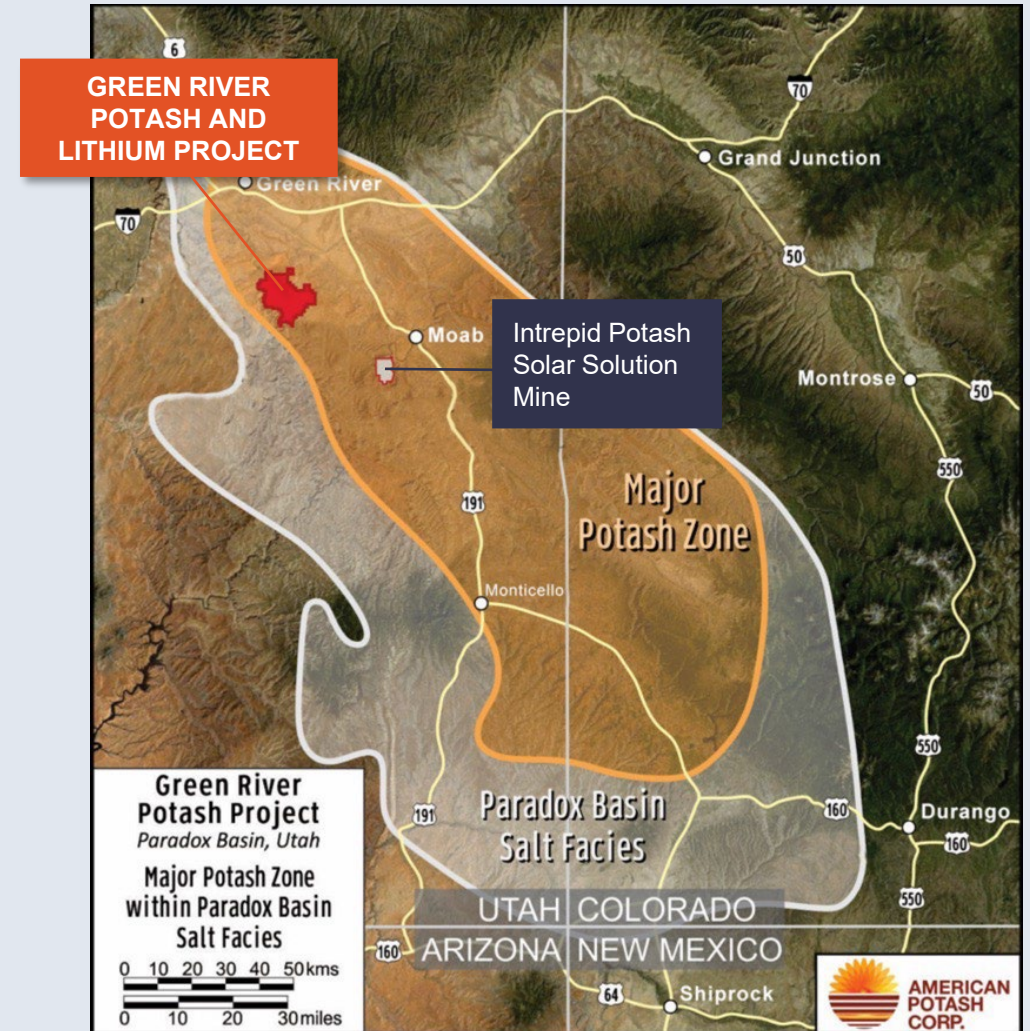 6
GREEN RIVER
POTASH AND
LITHIUM PROJECT
70
Grand Junction
Green River
70
50
Moab
Intrepid Potash
Solar Solution
Mine
Montrose
50
550
191
Major
Potash Zone
Monticello
550
Paradox Basin
Salt Facies
191
160
Durango
160
550
UTAH COLORADO
ARIZONA NEW MEXICO
160
64
Shiprock
Green River
Potash Project
Paradox Basin, Utah
Major Potash Zone
within Paradox Basin
Salt Facies
0 10 20 30 40 50 kms
0 10 20 30 miles
AMERICAN
POTASH
CORP.